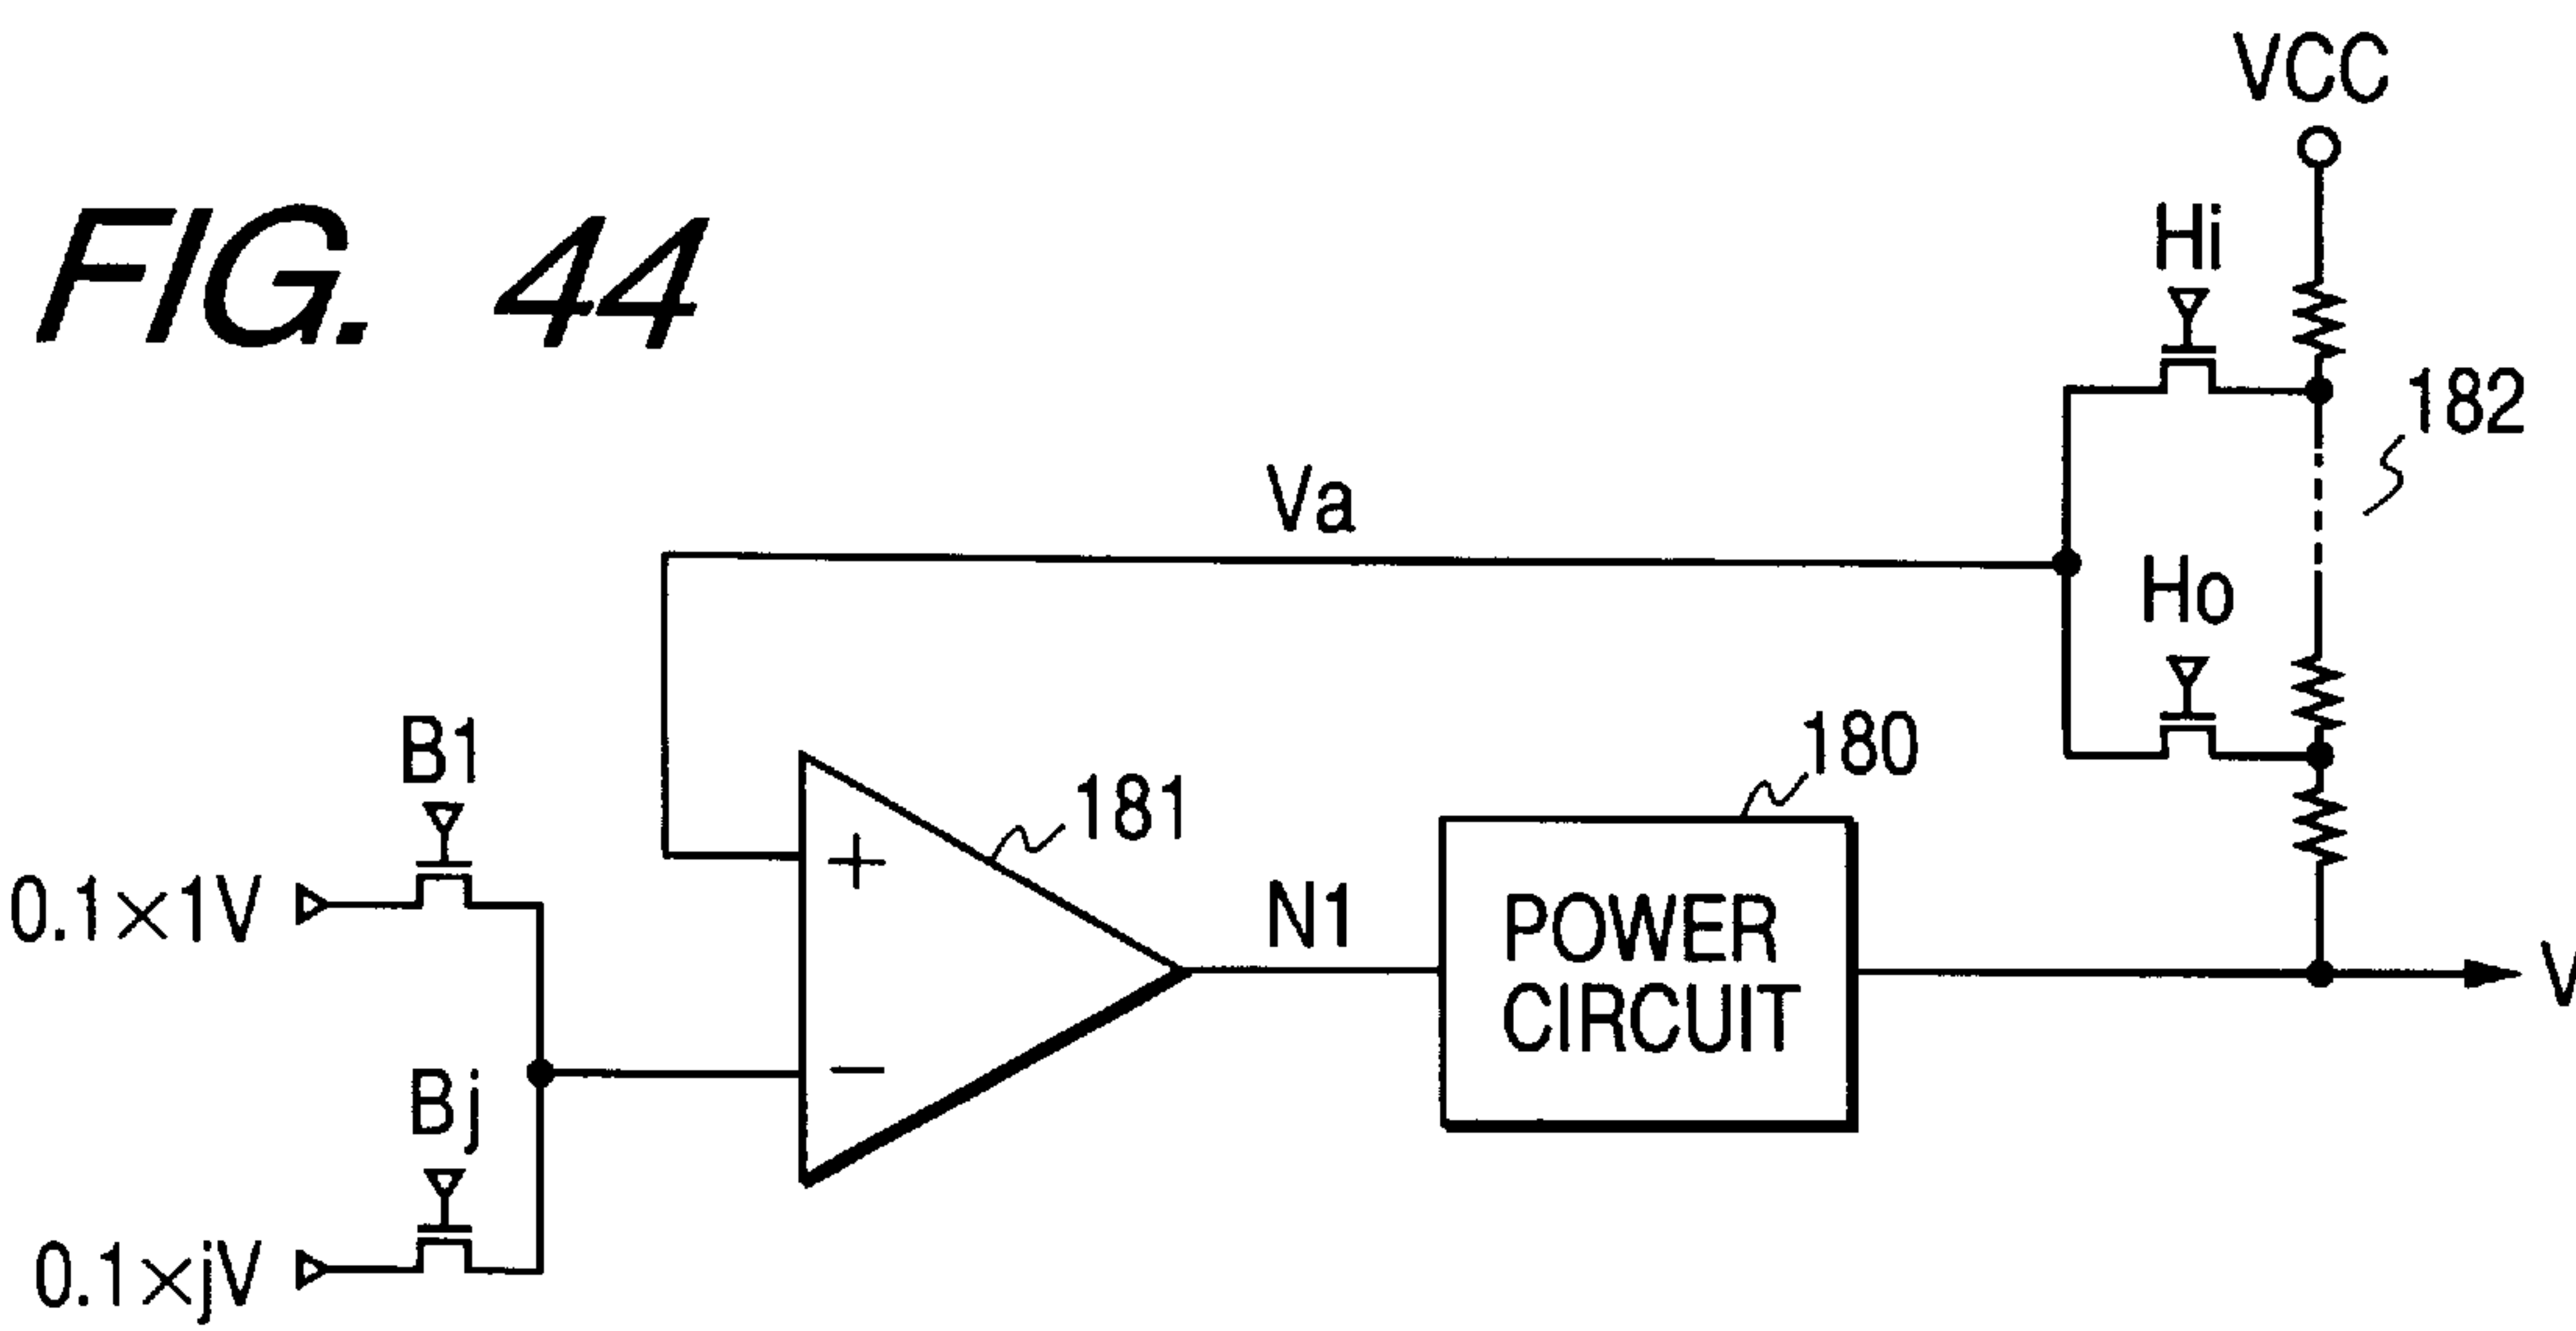 FIG. 44
VCC
Hi
182
Va
Ho
B1
181
180
0.1×1V
+
N1
POWER
CIRCUIT
V
Bj
−
0.1×jV